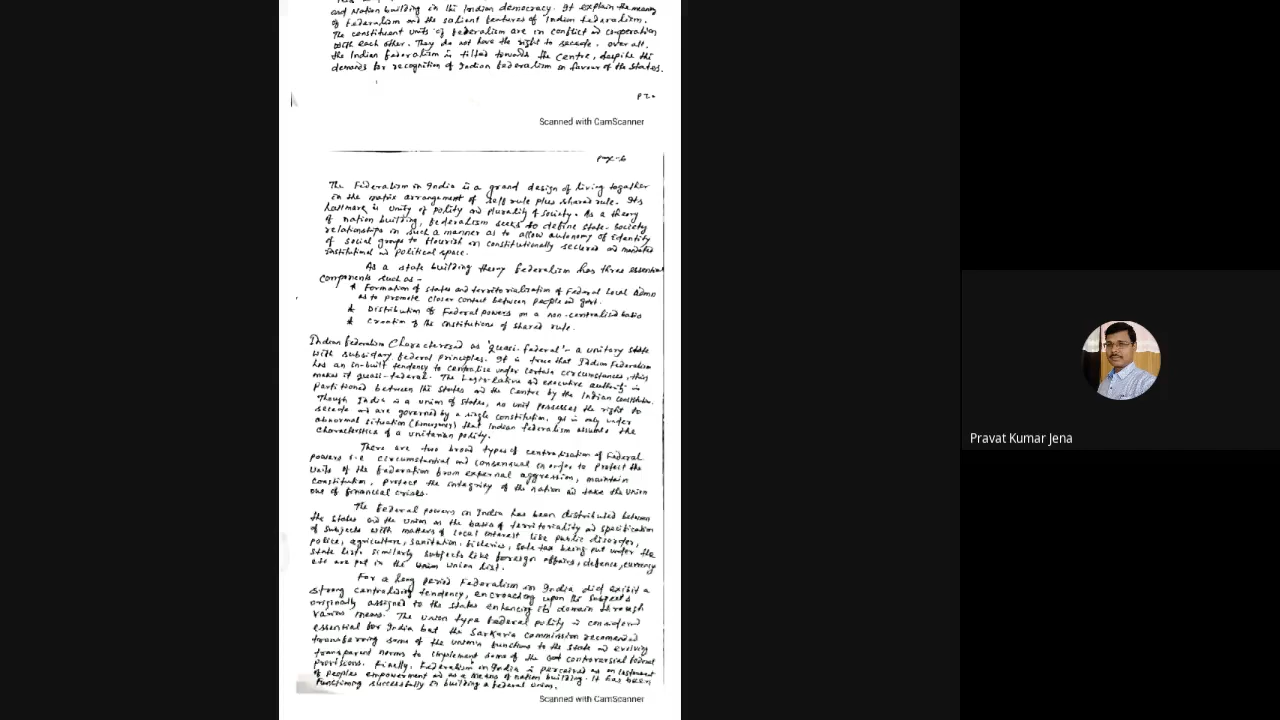 and Nation building in the Indian democracy. It explain the meaning
of Federalism and the salient features of Indian federalism.
The constituent units of federalism are in conflict and cooperation
with each other. They do not have the right to secede. over all,
the Indian federalism is tilted towards the Centre, despite the
demands for recognition of Indian federalism in favour of the states.
PTO
Scanned with CamScanner
Page-6
The Federalism in India is a grand design of living together
in the matrix arrangement of self rule plus shared rule. Its
hallmark is unity of polity and plurality of society. As a theory
of nation building, federalism seeks to define state-society
relationships in such a manner as to allow autonomy of identity
of social groups to flourish in constitutionally secured and mandated
institutional and political space.
As a state building theory federalism has three essential
components such as -
* Formation of states and territorialisation of Federal Local Admn
as to promote closer contact between people and govt.
* Distribution of Federal powers on a non-centralised basis
* Creation of the institutions of shared rule.
Indian federalism Characterised as 'quasi-federal' - a unitary state
with subsidiary federal principles. It is true that Indian Federalism
has an in-built tendency to centralise under certain circumstances, this
makes it quasi-federal. The Legislative and executive authority is
partitioned between the states and the Centre by the Indian constitution.
Though India is a union of states, no unit possesses the right to
secede and are governed by a single constitution. It is only under
abnormal situation (Emergency) that Indian federalism assumes the
characteristics of a unitarian polity.
There are two broad types of centralisation of Federal
powers i.e circumstantial and consensual in order to protect the
units of the federation from external aggression, maintain
constitution, protect the integrity of the nation and take the Union
out of financial crisis.
The federal powers in India has been distributed between
the states and the Union on the basis of territoriality and specification
of subjects with matters of local interest like public disorder,
police, agriculture, sanitation, fisheries, sale tax being put under the
state list. Similarly subjects like foreign affairs, defence, currency
etc are put in the union list.
For a long period Federalism in India did exhibit a
strong centralising tendency, encroaching upon the subjects
originally assigned to the states enhancing its domain through
various means. The union type federal polity is considered
essential for India but the Sarkaria Commission recomended
transferring some of the union's functions to the state and evolving
transparent norms to implement some of the controversial federal
provisions. Finally, Federalism in India is perceived as an instrument
of peoples empowerment and as a means of nation building. It has been
functioning successfully in building a federal union.
Scanned with CamScanner
Pravat Kumar Jena